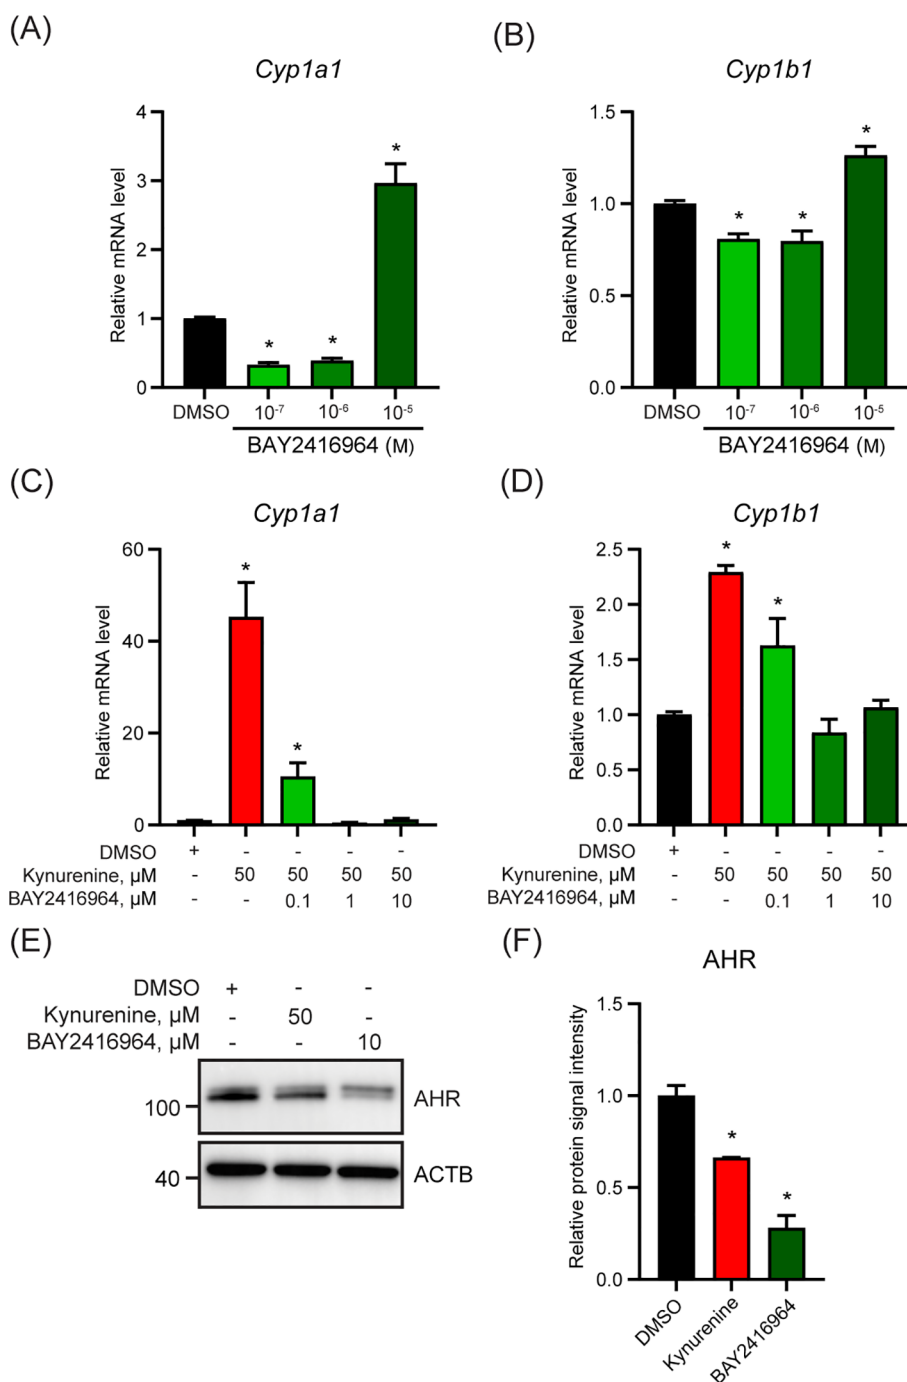 (A)
Cyp1a1
Relative mRNA level
4
3
2
1
0
*
*
*
DMSO 10-7 10-6 10-5
BAY2416964 (M)
(B)
Cyp1b1
Relative mRNA level
1.5
1.0
0.5
0.0
*
*
*
DMSO 10-7 10-6 10-5
BAY2416964 (M)
(C)
Cyp1a1
Relative mRNA level
60
40
20
0
*
*
DMSO + - - - -
Kynurenine, µM - 50 50 50 50
BAY2416964, µM - - 0.1 1 10
(D)
Cyp1b1
Relative mRNA level
2.5
2.0
1.5
1.0
0.5
0.0
*
*
DMSO + - - - -
Kynurenine, µM - 50 50 50 50
BAY2416964, µM - - 0.1 1 10
(E)
DMSO + - -
Kynurenine, µM - 50 -
BAY2416964, µM - - 10
100 AHR
40 ACTB
(F)
AHR
Relative protein signal intensity
1.5
1.0
0.5
0.0
*
*
DMSO
Kynurenine
BAY2416964